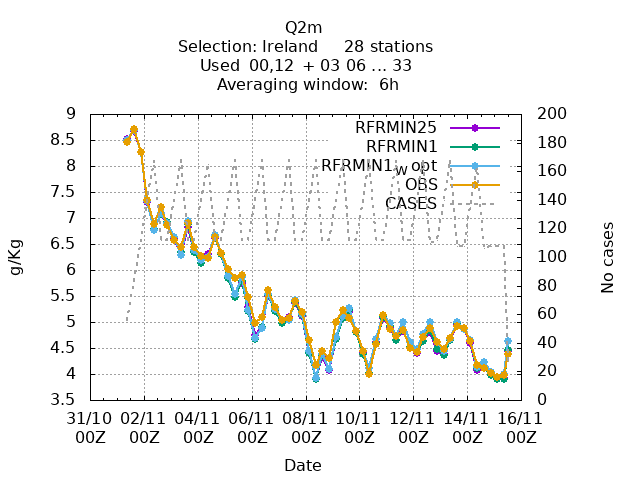 Q2m
Selection: Ireland     28 stations
Used  00,12  + 03 06 ... 33
Averaging window:  6h
RFRMIN25
RFRMIN1
RFRMIN1_w opt
OBS
CASES
g/Kg
9
8.5
8
7.5
7
6.5
6
5.5
5
4.5
4
3.5
No cases
200
180
160
140
120
100
80
60
40
20
0
31/10 02/11 04/11 06/11 08/11 10/11 12/11 14/11 16/11
00Z 00Z 00Z 00Z 00Z 00Z 00Z 00Z 00Z
Date